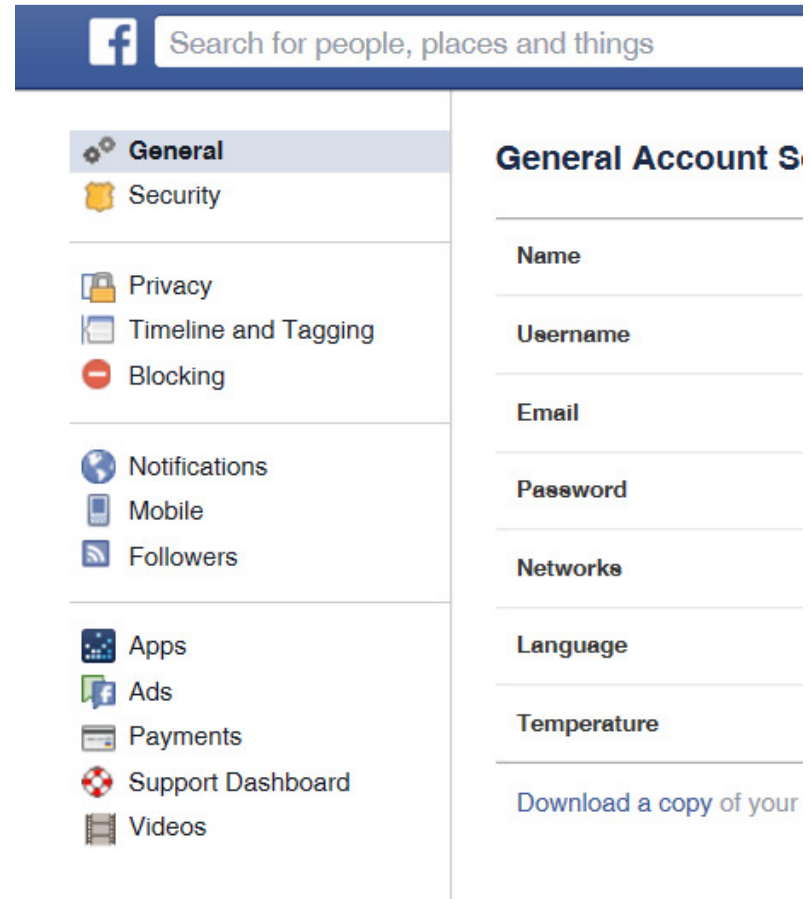 f
Search for people, places and things
General
Security
Privacy
Timeline and Tagging
Blocking
Notifications
Mobile
Followers
Apps
Ads
Payments
Support Dashboard
Videos
General Account
Name
Username
Email
Password
Networks
Language
Temperature
Download a copy of your